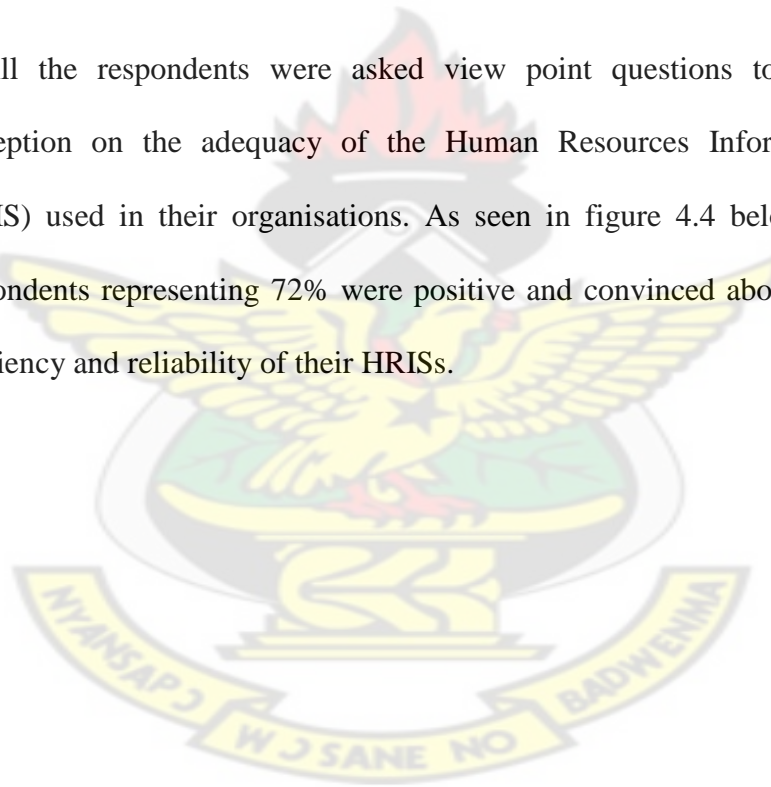 ll the respondents were asked view point questions to
eption on the adequacy of the Human Resources Infor
IS) used in their organisations. As seen in figure 4.4 bel
ondents representing 72% were positive and convinced abo
iency and reliability of their HRISs.
NYANSAPƆ
WƆ SANE NO
BADWENMA